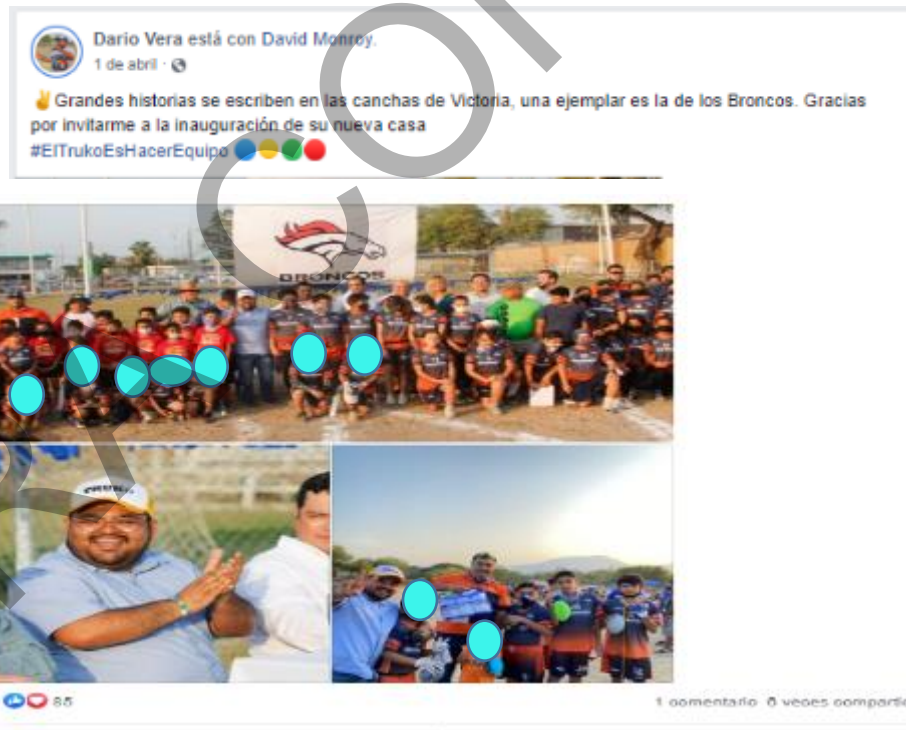 Dario Vera está con David Monroy.
1 de abril
Grandes historias se escriben en las canchas de Victoria, una ejemplar es la de los Broncos. Gracias
por invitarme a la inauguración de su nueva casa
#ElTrukoEsHacerEquipo
BRONCOS
85
1 comentario 6 veces comparti